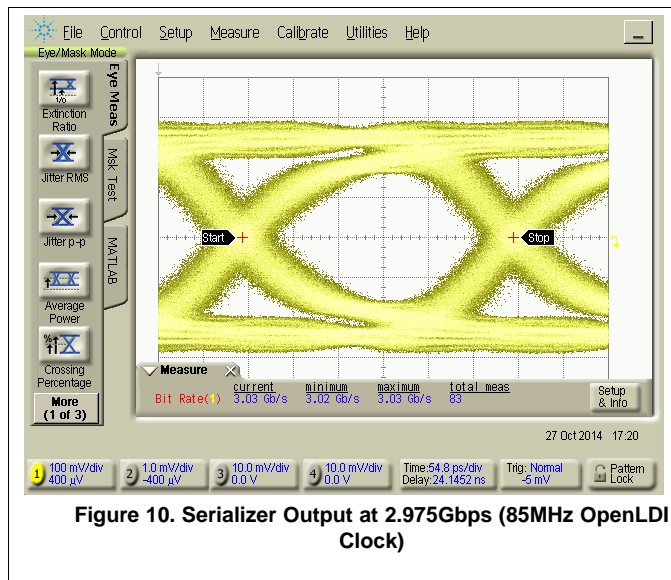 File Control Setup Measure Calibrate Utilities Help
Eye/Mask Mode
Eye Meas
Msk Test
MATLAB
1/0
Extinction
Ratio
Jitter RMS
Jitter p-p
Average
Power
%
Crossing
Percentage
More
(1 of 3)
Start
Stop
Measure
current minimum maximum total meas
Bit Rate(1) 3.03 Gb/s 3.02 Gb/s 3.03 Gb/s 83
Setup
& Info
27 Oct 2014 17:20
1 100 mV/div
400 µV
2 1.0 mV/div
-400 µV
3 10.0 mV/div
0.0 V
4 10.0 mV/div
0.0 V
Time:54.8 ps/div
Delay:24.1452 ns
Trig: Normal
-5 mV
Pattern
Lock
Figure 10. Serializer Output at 2.975Gbps (85MHz OpenLDI
Clock)